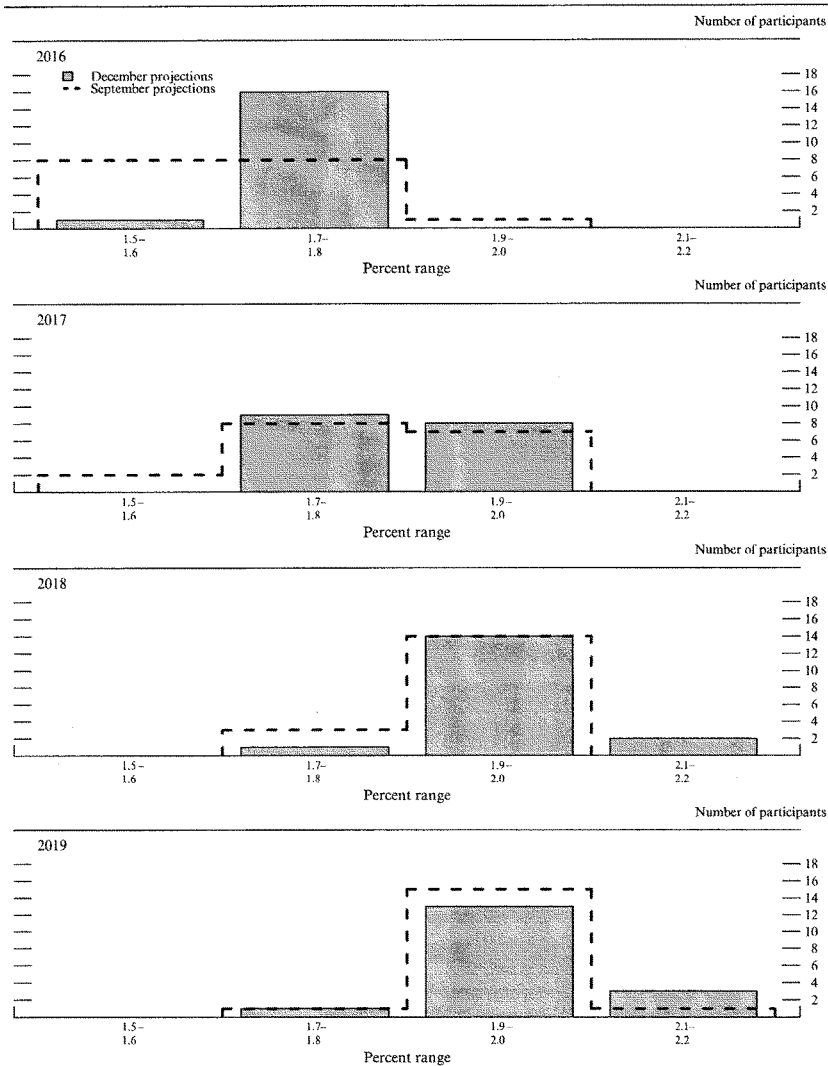 Number of participants
2016
December projections
September projections
18
16
14
12
10
8
6
4
2
1.5– 1.7– 1.9– 2.1–
1.6 1.8 2.0 2.2
Percent range
Number of participants
2017
18
16
14
12
10
8
6
4
2
1.5– 1.7– 1.9– 2.1–
1.6 1.8 2.0 2.2
Percent range
Number of participants
2018
18
16
14
12
10
8
6
4
2
1.5– 1.7– 1.9– 2.1–
1.6 1.8 2.0 2.2
Percent range
Number of participants
2019
18
16
14
12
10
8
6
4
2
1.5– 1.7– 1.9– 2.1–
1.6 1.8 2.0 2.2
Percent range